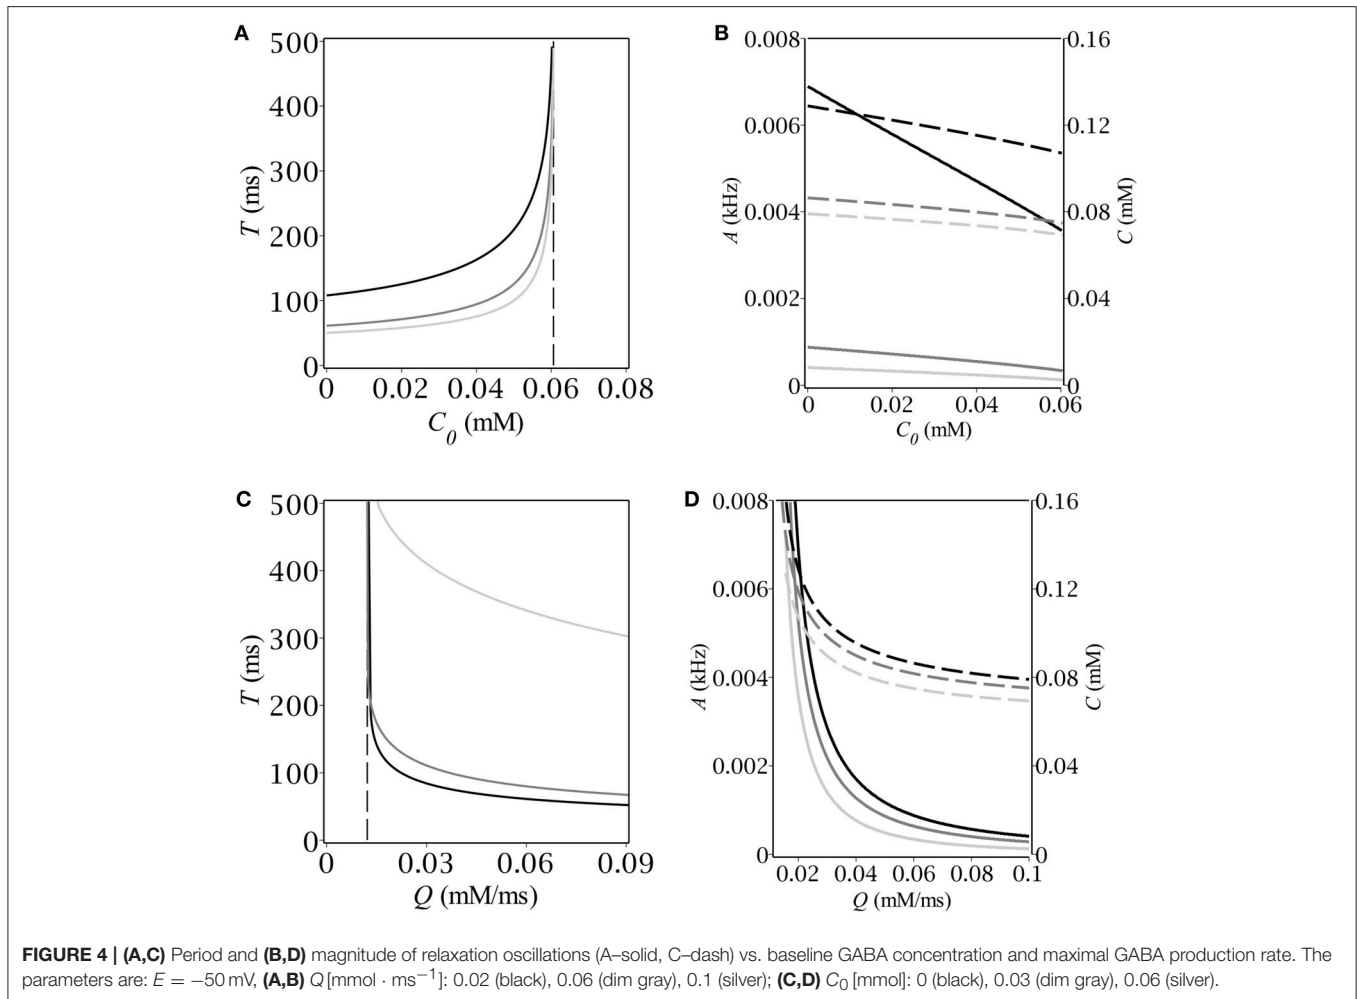 A
500
400
300
200
100
0
T (ms)
0 0.02 0.04 0.06 0.08
C0 (mM)
B
0.008 0.16
0.006 0.12
0.004 0.08
0.002 0.04
0 0
A (kHz)
C (mM)
0 0.02 0.04 0.06
C0 (mM)
C
500
400
300
200
100
0
T (ms)
0 0.03 0.06 0.09
Q (mM/ms)
D
0.008 0.16
0.006 0.12
0.004 0.08
0.002 0.04
0 0
A (kHz)
C (mM)
0.02 0.04 0.06 0.08 0.1
Q (mM/ms)
FIGURE 4 | (A,C) Period and (B,D) magnitude of relaxation oscillations (A–solid, C–dash) vs. baseline GABA concentration and maximal GABA production rate. The
parameters are: E = −50 mV, (A,B) Q [mmol · ms−1]: 0.02 (black), 0.06 (dim gray), 0.1 (silver); (C,D) C0 [mmol]: 0 (black), 0.03 (dim gray), 0.06 (silver).